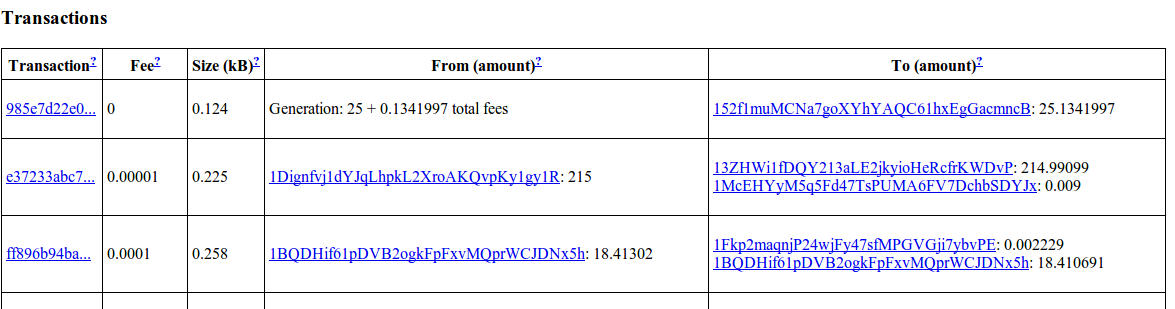 Transactions
Transaction? Fee? Size (kB)? From (amount)? To (amount)?
985e7d22e0... 0 0.124 Generation: 25 + 0.1341997 total fees 152f1muMCNa7goXYhYAQC61hxEgGacmncB: 25.1341997
e37233abc7... 0.00001 0.225 1Dignfvj1dYJqLhpkL2XroAKQvpKy1gy1R: 215 13ZHWi1fDQY213aLE2jkyioHeRcfrKWDvP: 214.99099
1McEHYyM5q5Fd47TsPUMA6FV7DchbSDYJx: 0.009
ff896b94ba... 0.0001 0.258 1BQDHif61pDVB2ogkFpFxvMQprWCJDNx5h: 18.41302 1Fkp2maqnjP24wjFy47sfMPGVGji7ybvPE: 0.002229
1BQDHif61pDVB2ogkFpFxvMQprWCJDNx5h: 18.410691